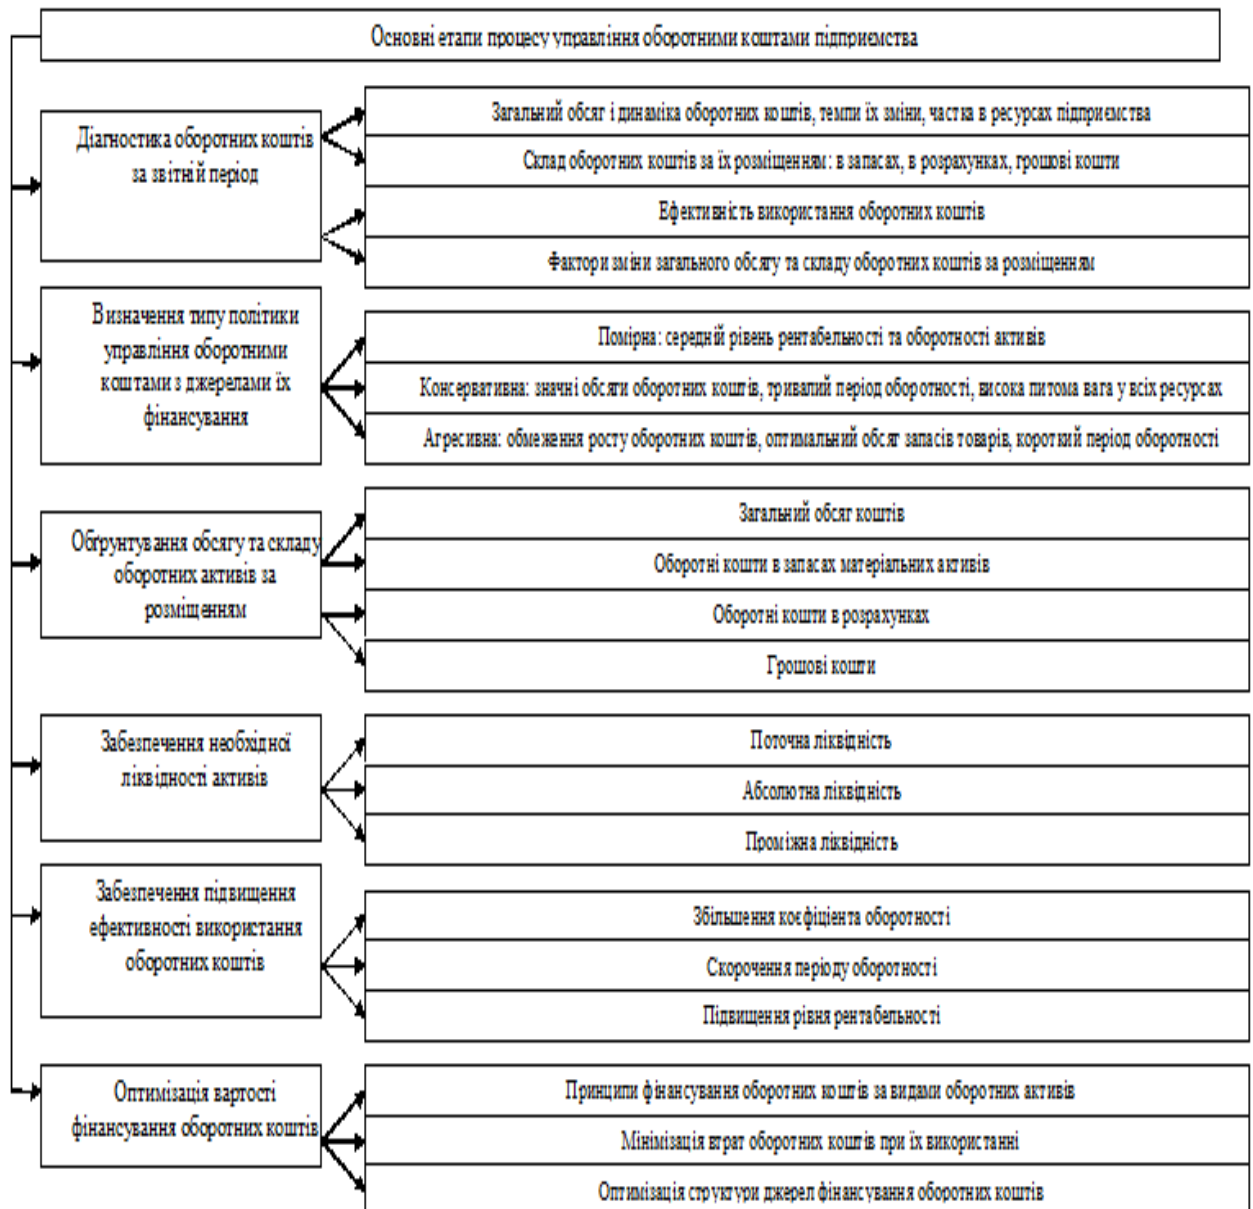 Основні етапи процесу управління оборотними коштами підприємства
Діагностика оборотних коштів
за звітній період
Загальний обсяг і динаміка оборотних коштів, темпи їх зміни, частка в ресурсах підприємства
Склад оборотних коштів за їх розміщенням: в запасах, в розрахунках, грошові кошти
Ефективність використання оборотних коштів
Фактори зміни загального обсягу та складу оборотних коштів за розміщенням
Визначення типу політики
управління оборотними
коштами з джерелами їх
фінансування
Помірна: середній рівень рентабельності та оборотності активів
Консервативна: значні обсяги оборотних коштів, тривалий період оборотності, висока питома вага у всіх ресурсах
Агресивна: обмеження росту оборотних коштів, оптимальний обсяг запасів товарів, короткий період оборотності
Обґрунтування обсягу та складу
оборотних активів за
розміщенням
Загальний обсяг коштів
Оборотні кошти в запасах матеріальних активів
Оборотні кошти в розрахунках
Грошові кошти
Забезпечення необхідної
ліквідності активів
Поточна ліквідність
Абсолютна ліквідність
Проміжна ліквідність
Забезпечення підвищення
ефективності використання
оборотних коштів
Збільшення коефіцієнта оборотності
Скорочення періоду оборотності
Підвищення рівня рентабельності
Оптимізація вартості
фінансування оборотних коштів
Принципи фінансування оборотних коштів за видами оборотних активів
Мінімізація втрат оборотних коштів при їх використанні
Оптимізація структури джерел фінансування оборотних коштів